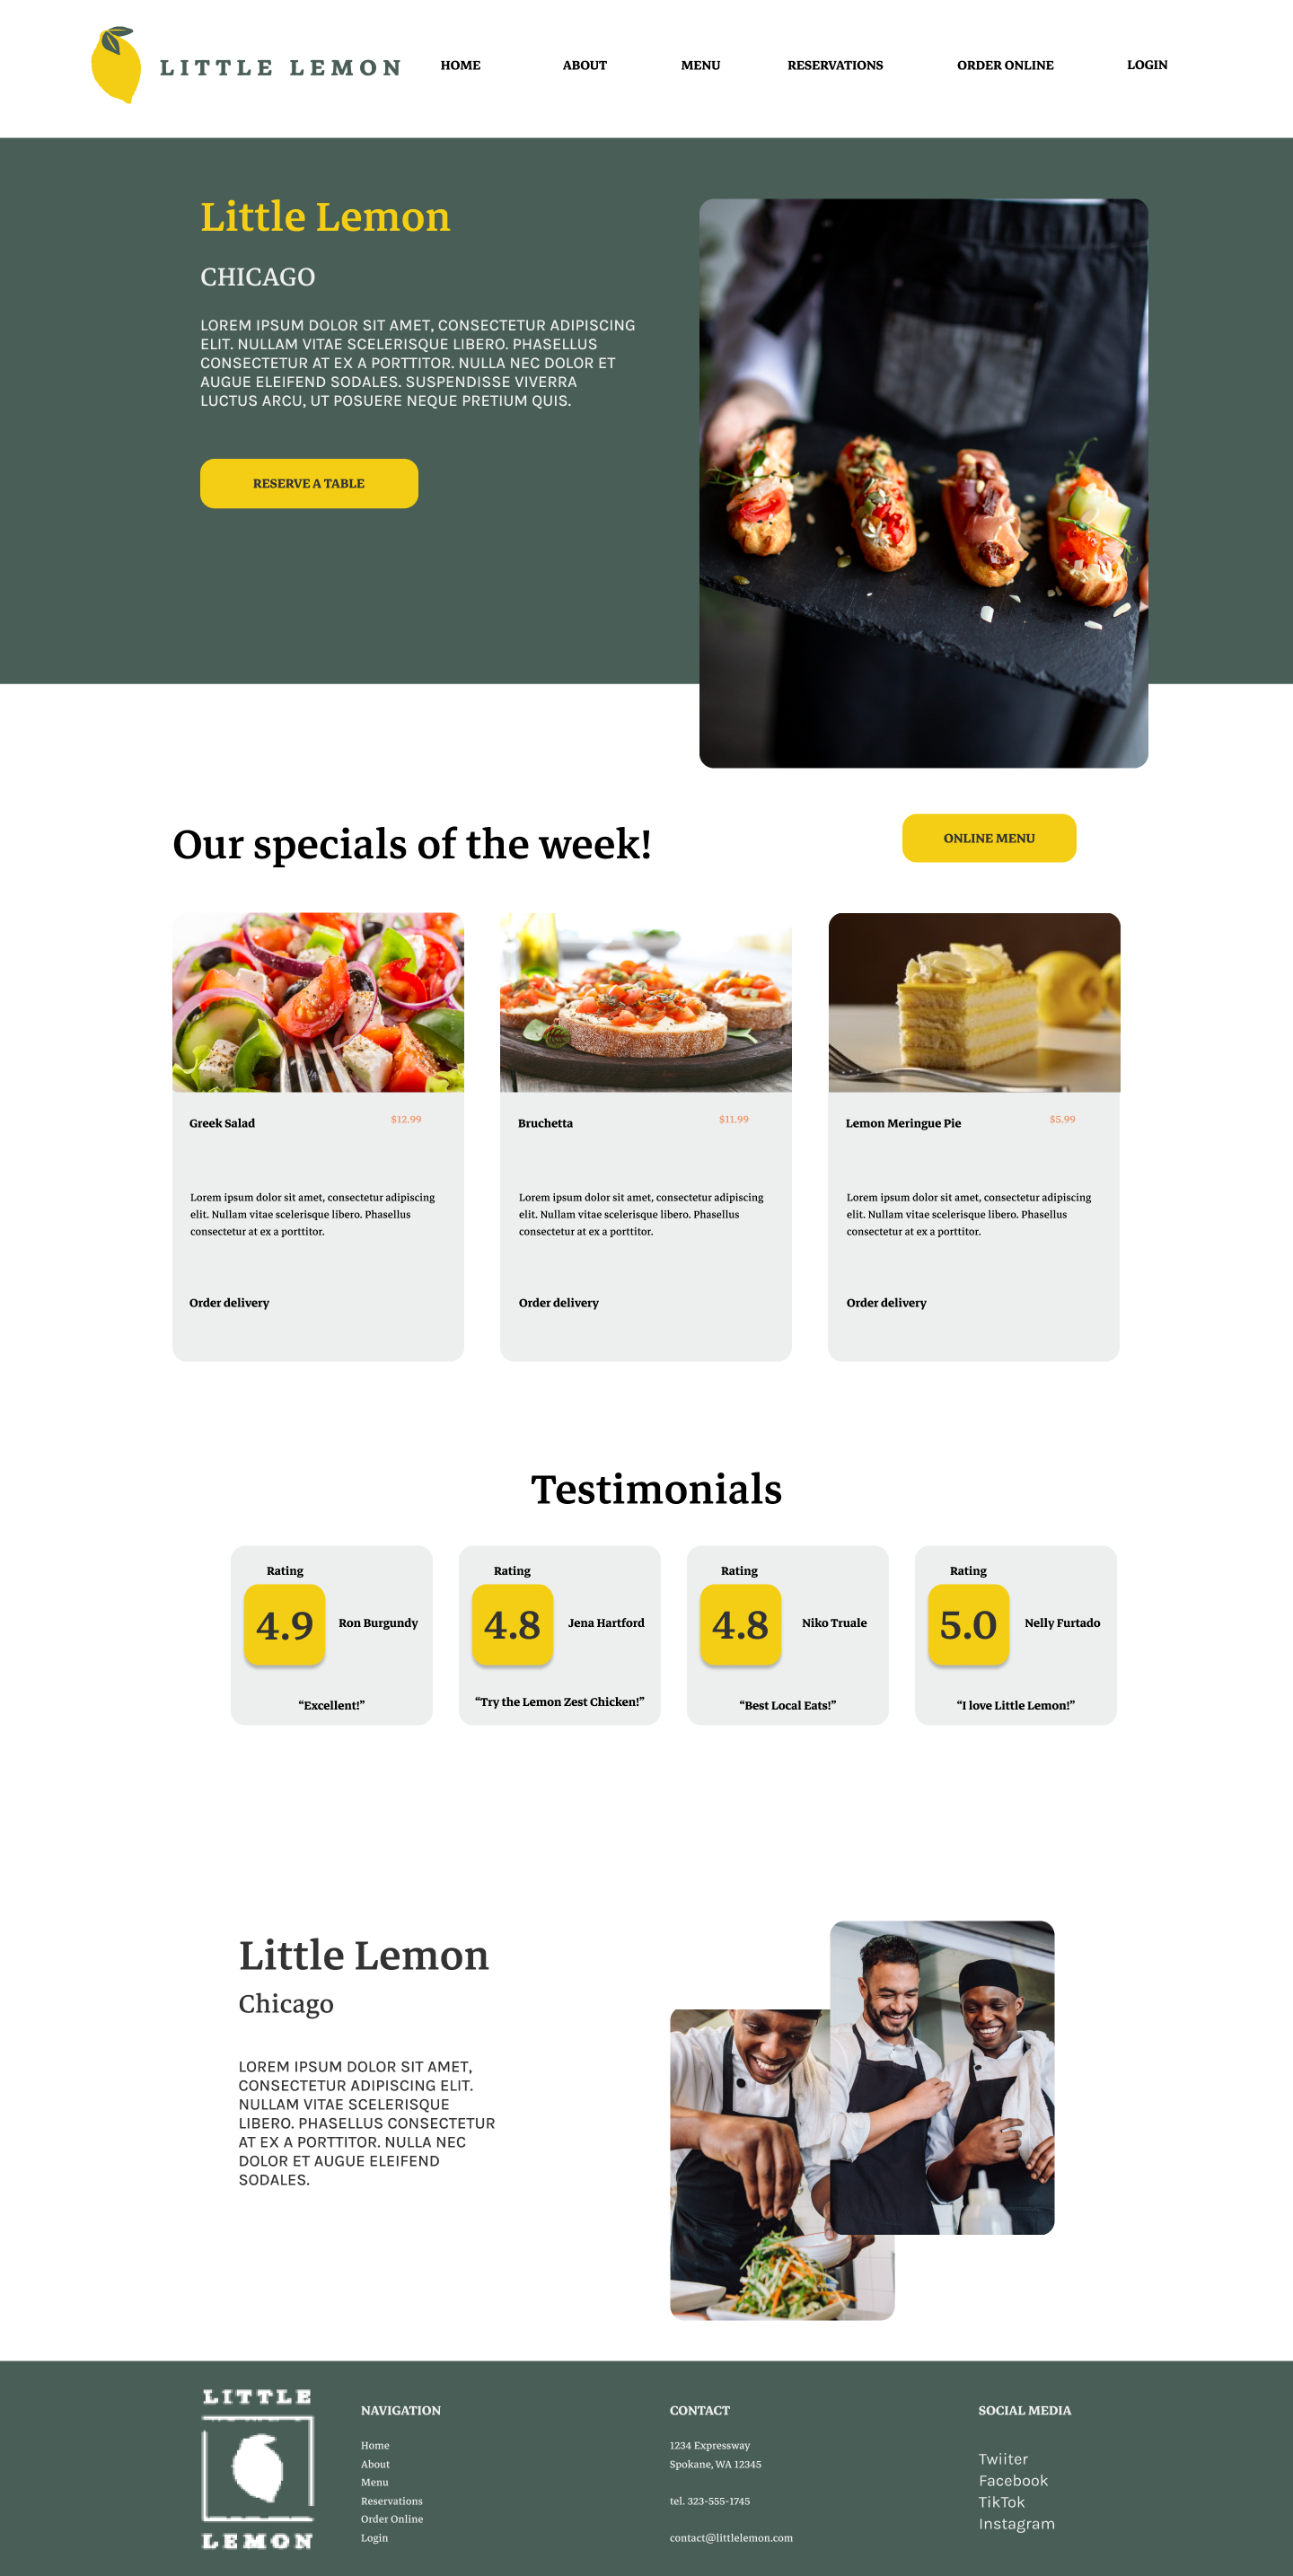 LITTLE LEMON
HOME
ABOUT
MENU
RESERVATIONS
ORDER ONLINE
LOGIN
Little Lemon
CHICAGO
LOREM IPSUM DOLOR SIT AMET, CONSECTETUR ADIPISCING
ELIT. NULLAM VITAE SCELERISQUE LIBERO. PHASELLUS
CONSECTETUR AT EX A PORTTITOR. NULLA NEC DOLOR ET
AUGUE ELEIFEND SODALES. SUSPENDISSE VIVERRA
LUCTUS ARCU, UT POSUERE NEQUE PRETIUM QUIS.
RESERVE A TABLE
Our specials of the week!
ONLINE MENU
Greek Salad
$12.99
Lorem ipsum dolor sit amet, consectetur adipiscing
elit. Nullam vitae scelerisque libero. Phasellus
consectetur at ex a porttitor.
Order delivery
Bruchetta
$11.99
Lorem ipsum dolor sit amet, consectetur adipiscing
elit. Nullam vitae scelerisque libero. Phasellus
consectetur at ex a porttitor.
Order delivery
Lemon Meringue Pie
$5.99
Lorem ipsum dolor sit amet, consectetur adipiscing
elit. Nullam vitae scelerisque libero. Phasellus
consectetur at ex a porttitor.
Order delivery
Testimonials
Rating
4.9
Ron Burgundy
“Excellent!”
Rating
4.8
Jena Hartford
“Try the Lemon Zest Chicken!”
Rating
4.8
Niko Truale
“Best Local Eats!”
Rating
5.0
Nelly Furtado
“I love Little Lemon!”
Little Lemon
Chicago
LOREM IPSUM DOLOR SIT AMET,
CONSECTETUR ADIPISCING ELIT.
NULLAM VITAE SCELERISQUE
LIBERO. PHASELLUS CONSECTETUR
AT EX A PORTTITOR. NULLA NEC
DOLOR ET AUGUE ELEIFEND
SODALES.
LITTLE
LEMON
NAVIGATION
Home
About
Menu
Reservations
Order Online
Login
CONTACT
1234 Expressway
Spokane, WA 12345
tel. 323-555-1745
contact@littlelemon.com
SOCIAL MEDIA
Twiiter
Facebook
TikTok
Instagram